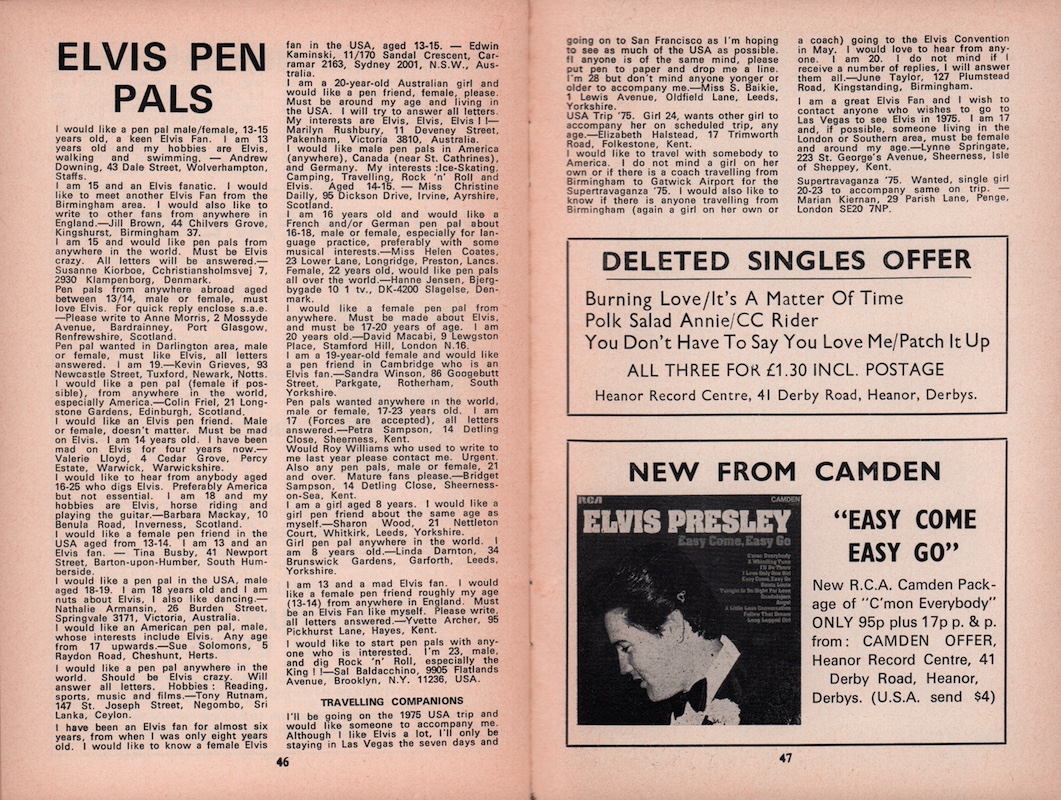 ELVIS PEN
PALS
I would like a pen pal male/female, 13-15
years old, a keen Elvis Fan. I am 13
years old and my hobbies are Elvis,
walking and swimming. — Andrew
Downing, 43 Dale Street, Wolverhampton,
Staffs.
I am 15 and an Elvis fanatic. I would
like to meet another Elvis Fan from the
Birmingham area. I would also like to
write to other fans from anywhere in
England.—Jill Brown, 44 Chilvers Grove,
Kingshurst, Birmingham 37.
I am 15 and would like pen pals from
anywhere in the world. Must be Elvis
crazy. All letters will be answered.—
Susanne Kiorboe, Cchristiansholmsvej 7,
2930 Klampenborg, Denmark.
Pen pals from anywhere abroad aged
between 13/14, male or female, must
love Elvis. For quick reply enclose s.a.e.
—Please write to Anne Morris, 2 Mossyde
Avenue, Bardrainney, Port Glasgow,
Renfrewshire, Scotland.
Pen pal wanted in Darlington area, male
or female, must like Elvis, all letters
answered. I am 19.—Kevin Grieves, 93
Newcastle Street, Tuxford, Newark, Notts.
I would like a pen pal (female if pos-
sible), from anywhere in the world,
especially America.—Colin Friel, 21 Long-
stone Gardens, Edinburgh, Scotland.
I would like an Elvis pen friend. Male
or female, doesn't matter. Must be mad
on Elvis. I am 14 years old. I have been
mad on Elvis for four years now.—
Valerie Lloyd, 4 Cedar Grove, Percy
Estate, Warwick, Warwickshire.
I would like to hear from anybody aged
16-25 who digs Elvis. Preferably America
but not essential. I am 18 and my
hobbies are Elvis, horse riding and
playing the guitar.—Barbara Mackay, 10
Benula Road, Inverness, Scotland.
I would like a female pen friend in the
USA aged from 13-14. I am 13 and an
Elvis fan. — Tina Busby, 41 Newport
Street, Barton-upon-Humber, South Hum-
berside.
I would like a pen pal in the USA, male
aged 18-19. I am 18 years old and I am
nuts about Elvis, I also like dancing.—
Nathalie Armansin, 26 Burden Street,
Springvale 3171, Victoria, Australia.
I would like an American pen pal, male,
whose interests include Elvis. Any age
from 17 upwards.—Sue Solomons, 5
Raydon Road, Cheshunt, Herts.
I would like a pen pal anywhere in the
world. Should be Elvis crazy. Will
answer all letters. Hobbies: Reading,
sports, music and films.—Tony Rutnam,
147 St. Joseph Street, Negombo, Sri
Lanka, Ceylon.
I have been an Elvis fan for almost six
years, from when I was only eight years
old. I would like to know a female Elvis
fan in the USA, aged 13-15. — Edwin
Kaminski, 11/170 Sandal Crescent, Car-
ramar 2163, Sydney 2001, N.S.W., Aus-
tralia.
I am a 20-year-old Australian girl and
would like a pen friend, female, please.
Must be around my age and living in
the USA. I will try to answer all letters.
My interests are Elvis, Elvis, Elvis !!—
Marilyn Rushbury, 11 Deveney Street,
Pakenham, Victoria 3810, Australia.
I would like male pen pals in America
(anywhere), Canada (near St. Cathrines),
and Germany. My interests :Ice-Skating,
Camping, Travelling, Rock 'n' Roll and
Elvis. Aged 14-15. — Miss Christine
Dailly, 95 Dickson Drive, Irvine, Ayrshire,
Scotland.
I am 16 years old and would like a
French and/or German pen pal about
16-18, male or female, especially for lan-
guage practice, preferably with some
musical interests.—Miss Helen Coates,
23 Lower Lane, Longridge, Preston, Lancs.
Female, 22 years old, would like pen pals
all over the world.—Hanne Jensen, Bjerg-
bygade 10 1 tv., DK-4200 Slagelse, Den-
mark.
I would like a female pen pal from
anywhere. Must be made about Elvis,
and must be 17-20 years of age. I am
20 years old.—David Macabi, 9 Lewgston
Place, Stamford Hill, London N.16.
I am a 19-year-old female and would like
a pen friend in Cambridge who is an
Elvis fan.—Sandra Winson, 86 Googebutt
Street, Parkgate, Rotherham, South
Yorkshire.
Pen pals wanted anywhere in the world,
male or female, 17-23 years old. I am
17 (Forces are accepted), all letters
answered.—Petra Sampson, 14 Detling
Close, Sheerness, Kent.
Would Roy Williams who used to write to
me last year please contact me. Urgent.
Also any pen pals, male or female, 21
and over. Mature fans please.—Bridget
Sampson, 14 Detling Close, Sheerness-
on-Sea, Kent.
I am a girl aged 8 years. I would like a
girl pen friend about the same age as
myself.—Sharon Wood, 21 Nettleton
Court, Whitkirk, Leeds, Yorkshire.
Girl pen pal anywhere in the world. I
am 8 years old.—Linda Darnton, 34
Brunswick Gardens, Garforth, Leeds,
Yorkshire.
I am 13 and a mad Elvis fan. I would
like a female pen friend roughly my age
(13-14) from anywhere in England. Must
be an Elvis Fan like myself. Please write,
all letters answered.—Yvette Archer, 95
Pickhurst Lane, Hayes, Kent.
I would like to start pen pals with any-
one who is interested. I'm 23, male,
and dig Rock 'n' Roll, especially the
King !!—Sal Baldacchino, 9905 Flatlands
Avenue, Brooklyn, N.Y. 11236, USA.
TRAVELLING COMPANIONS
I'll be going on the 1975 USA trip and
would like someone to accompany me.
Although I like Elvis a lot, I'll only be
staying in Las Vegas the seven days and
46
going on to San Francisco as I'm hoping
to see as much of the USA as possible.
fI anyone is of the same mind, please
put pen to paper and drop me a line.
I'm 28 but don't mind anyone yonger or
older to accompany me.—Miss S. Baikie,
1 Lewis Avenue, Oldfield Lane, Leeds,
Yorkshire.
USA Trip '75. Girl 24, wants other girl to
accompany her on scheduled trip, any
age.—Elizabeth Halstead, 17 Trimworth
Road, Folkestone, Kent.
I would like to travel with somebody to
America. I do not mind a girl on her
own or if there is a coach travelling from
Birmingham to Gatwick Airport for the
Supertravaganza '75. I would also like to
know if there is anyone travelling from
Birmingham (again a girl on her own or
a coach) going to the Elvis Convention
in May. I would love to hear from any-
one. I am 20. I do not mind if I
receive a number of replies, I will answer
them all.—June Taylor, 127 Plumstead
Road, Kingstanding, Birmingham.
I am a great Elvis Fan and I wish to
contact anyone who wishes to go to
Las Vegas to see Elvis in 1975. I am 17
and, if possible, someone living in the
London or Southern area, must be female
and around my age.—Lynne Springate,
223 St. George's Avenue, Sheerness, Isle
of Sheppey, Kent.
Supertravaganza '75. Wanted, single girl
20-23 to accompany same on trip. —
Marian Kiernan, 29 Parish Lane, Penge,
London SE20 7NP.
DELETED SINGLES OFFER
Burning Love/It's A Matter Of Time
Polk Salad Annie/CC Rider
You Don't Have To Say You Love Me/Patch It Up
ALL THREE FOR £1.30 INCL. POSTAGE
Heanor Record Centre, 41 Derby Road, Heanor, Derbys.
NEW FROM CAMDEN
RCA CAMDEN
ELVIS PRESLEY
Easy Come, Easy Go
C'mon Everybody
A Whistling Tune
I'll Be There
I Love Only One Girl
Easy Come, Easy Go
Santa Lucia
Tonight Is So Right For Love
Guadalajara
Angel
A Little Less Conversation
Follow That Dream
Long Legged Girl
"EASY COME
EASY GO"
New R.C.A. Camden Pack-
age of "C'mon Everybody"
ONLY 95p plus 17p p. & p.
from: CAMDEN OFFER,
Heanor Record Centre, 41
Derby Road, Heanor,
Derbys. (U.S.A. send $4)
47